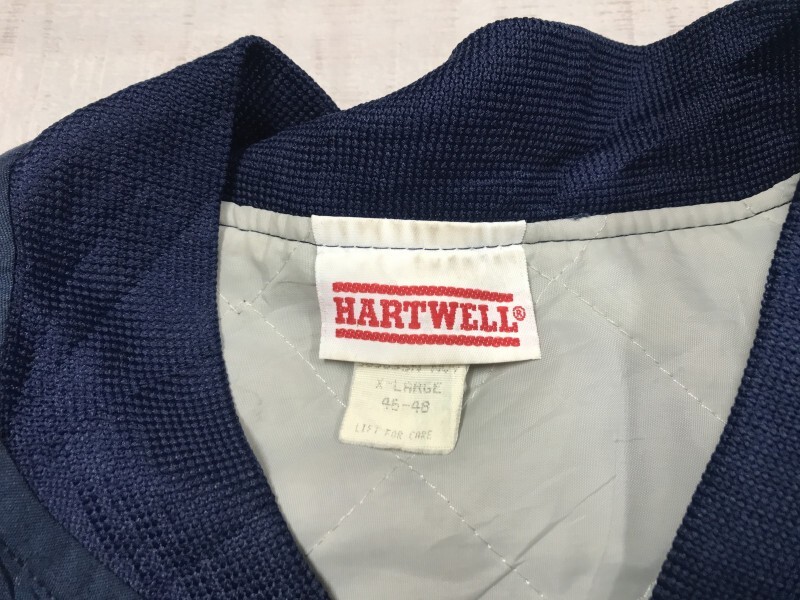 HARTWELL®
X-LARGE
46-48
LIFT FOR CARE